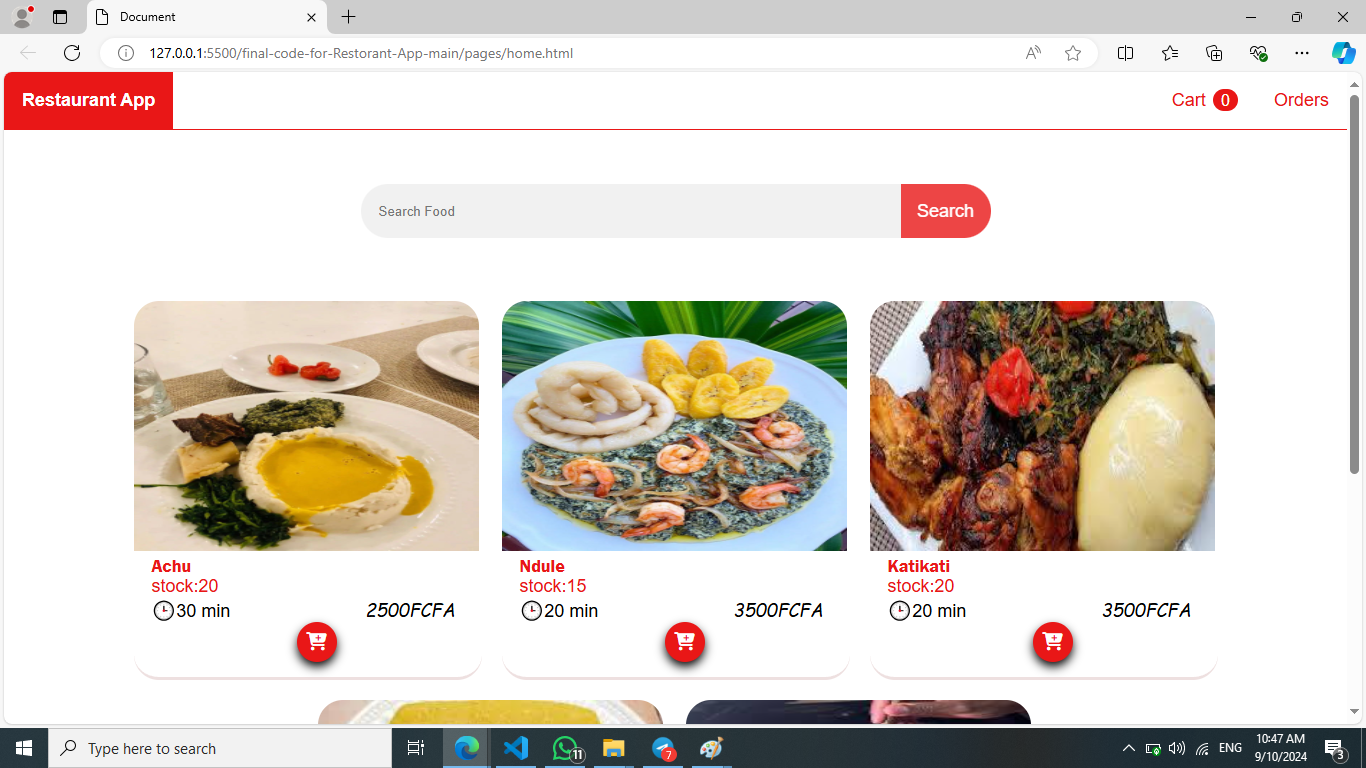 Document
127.0.0.1:5500/final-code-for-Restorant-App-main/pages/home.html
Restaurant App
Cart 0
Orders
Search Food
Search
Achu
stock:20
30 min
2500FCFA
Ndule
stock:15
20 min
3500FCFA
Katikati
stock:20
20 min
3500FCFA
Type here to search
11
7
ENG
10:47 AM
9/10/2024
3